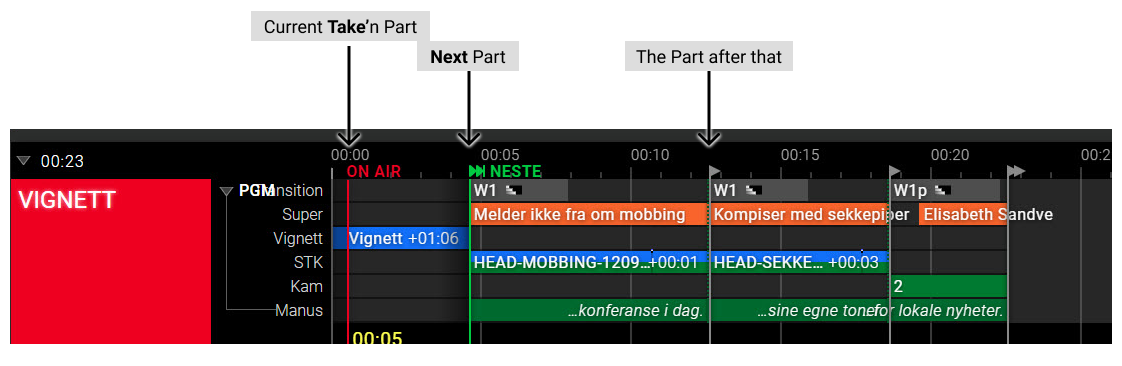 Current Take'n Part
Next Part
The Part after that
00:23
00:00
00:05
00:10
00:15
00:20
00:2
ON AIR
NESTE
VIGNETT
PGM
Transition
W1
W1
W1p
Super
Melder ikke fra om mobbing
Kompiser med sekkepiper
Elisabeth Sandve
Vignett
Vignett +01:06
STK
HEAD-MOBBING-1209…+00:01
HEAD-SEKKE… +00:03
Kam
2
Manus
…konferanse i dag.
…sine egne
for lokale nyheter.
00:05